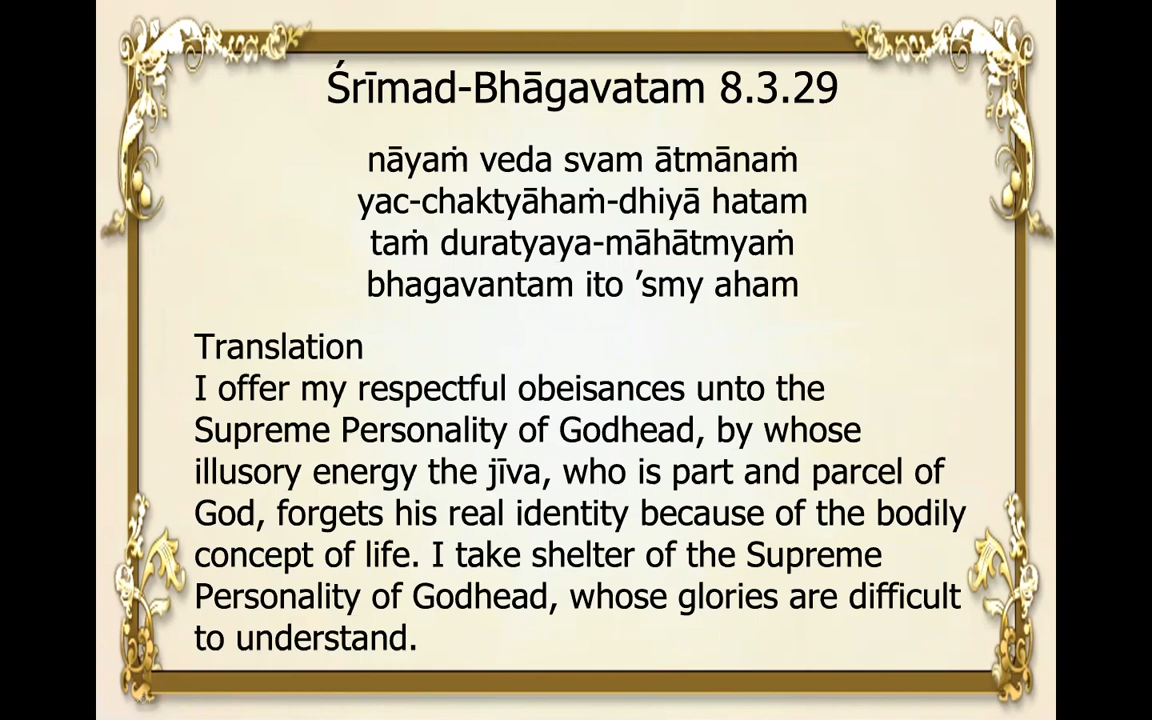 Śrīmad-Bhāgavatam 8.3.29
nāyaṁ veda svam ātmānaṁ
yac-chaktyāhaṁ-dhiyā hatam
taṁ duratyaya-māhātmyaṁ
bhagavantam ito ’smy aham
Translation
I offer my respectful obeisances unto the
Supreme Personality of Godhead, by whose
illusory energy the jīva, who is part and parcel of
God, forgets his real identity because of the bodily
concept of life. I take shelter of the Supreme
Personality of Godhead, whose glories are difficult
to understand.